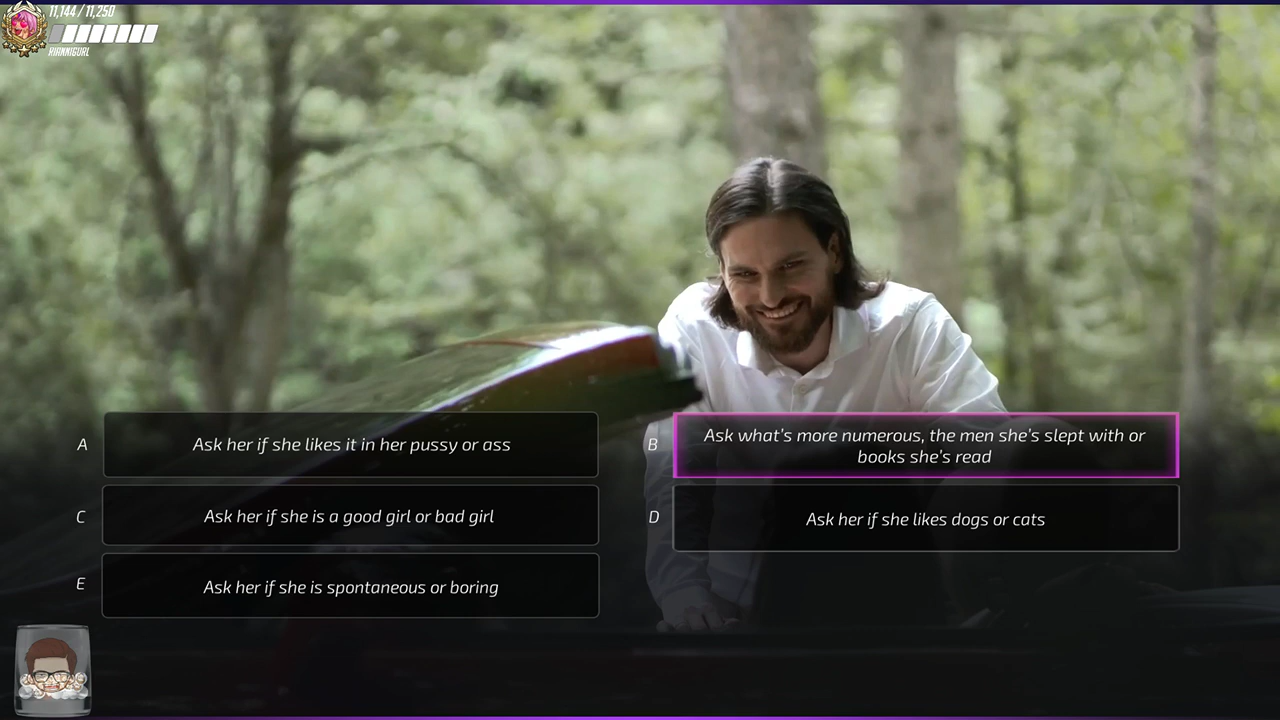 11,144 / 11,250
RIANNIGURL
A
Ask her if she likes it in her pussy or ass
B
Ask what's more numerous, the men she's slept with or
books she's read
C
Ask her if she is a good girl or bad girl
D
Ask her if she likes dogs or cats
E
Ask her if she is spontaneous or boring